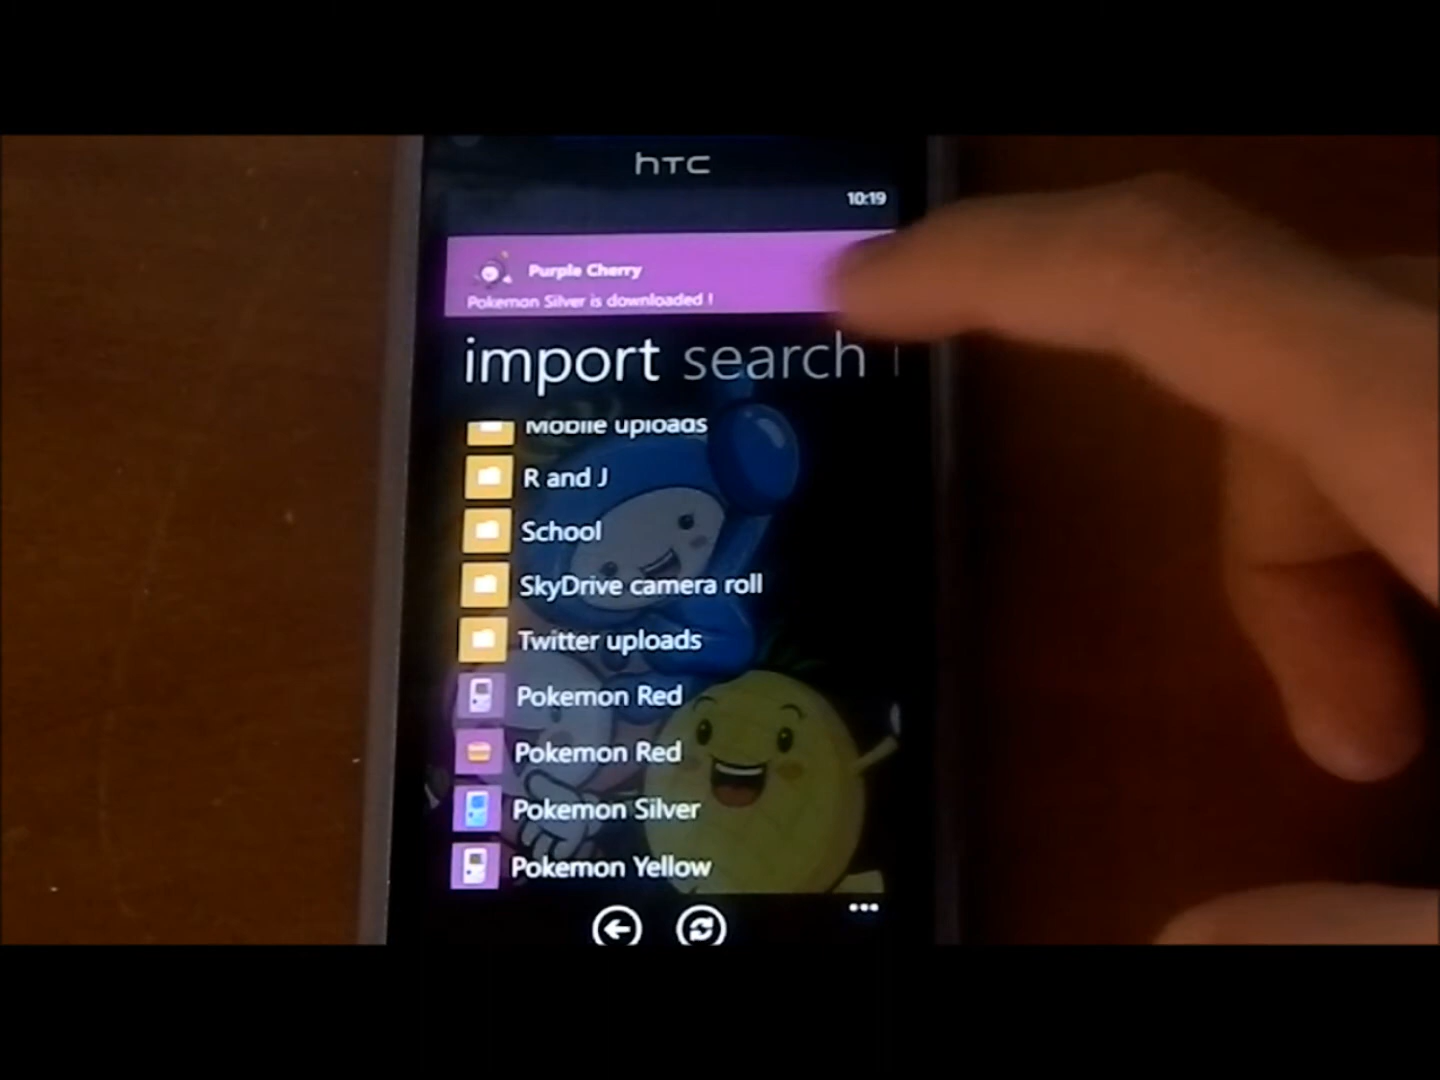 hTC
10:19
Purple Cherry
Pokemon Silver is downloaded !
import search
Mobile uploads
R and J
School
SkyDrive camera roll
Twitter uploads
Pokemon Red
Pokemon Red
Pokemon Silver
Pokemon Yellow